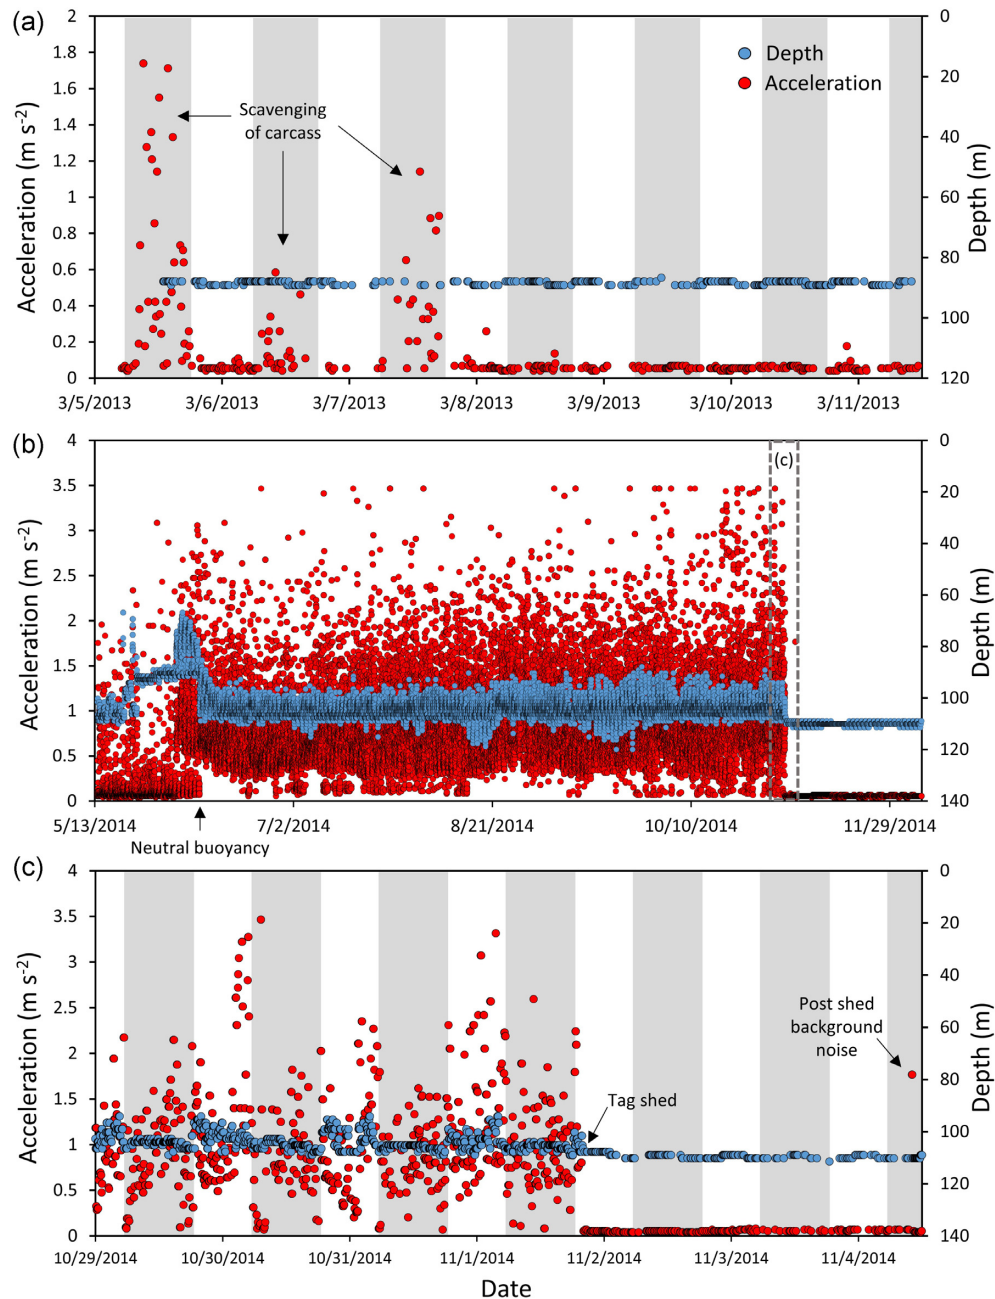 (a)
Acceleration (m s-2)
2
1.8
1.6
1.4
1.2
1
0.8
0.6
0.4
0.2
0
Scavenging
of carcass
Depth
Acceleration
0
20
40
60
80
100
120
Depth (m)
3/5/2013 3/6/2013 3/7/2013 3/8/2013 3/9/2013 3/10/2013 3/11/2013
(b)
Acceleration (m s-2)
4
3.5
3
2.5
2
1.5
1
0.5
0
(c)
0
20
40
60
80
100
120
140
Depth (m)
5/13/2014 7/2/2014 8/21/2014 10/10/2014 11/29/2014
Neutral buoyancy
(c)
Acceleration (m s-2)
4
3.5
3
2.5
2
1.5
1
0.5
0
Post shed
background
noise
Tag shed
0
20
40
60
80
100
120
140
Depth (m)
10/29/2014 10/30/2014 10/31/2014 11/1/2014 11/2/2014 11/3/2014 11/4/2014
Date